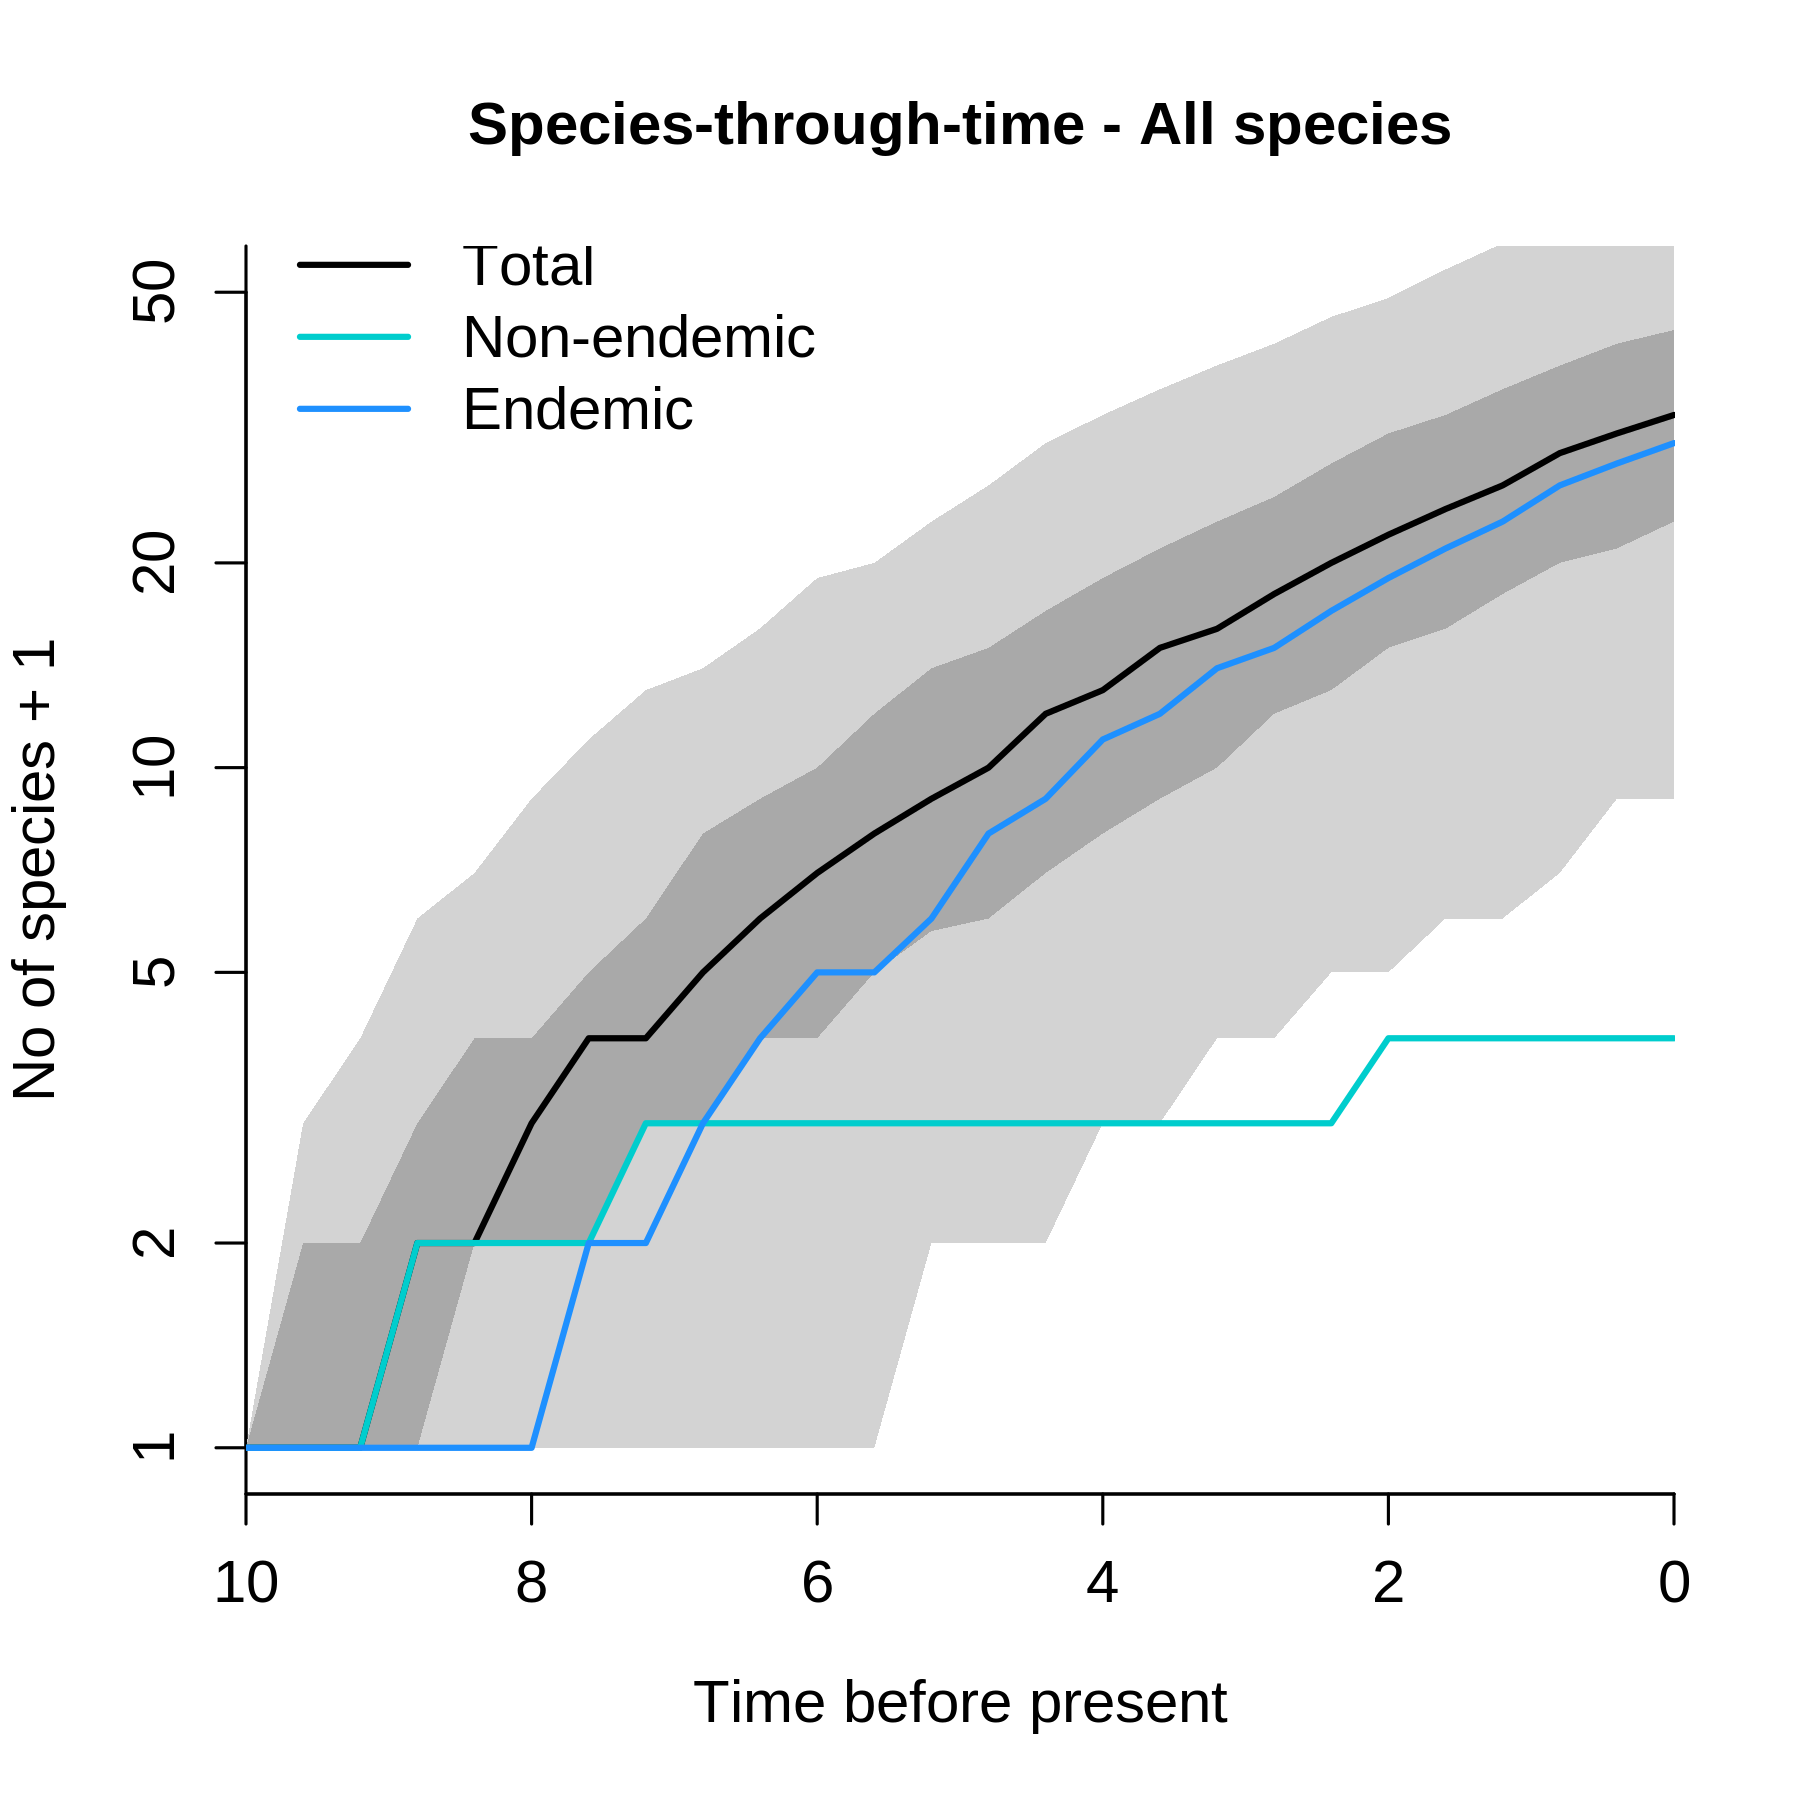 Species-through-time - All species
Total
Non-endemic
Endemic
50
20
10
5
2
1
No of species + 1
10 8 6 4 2 0
Time before present